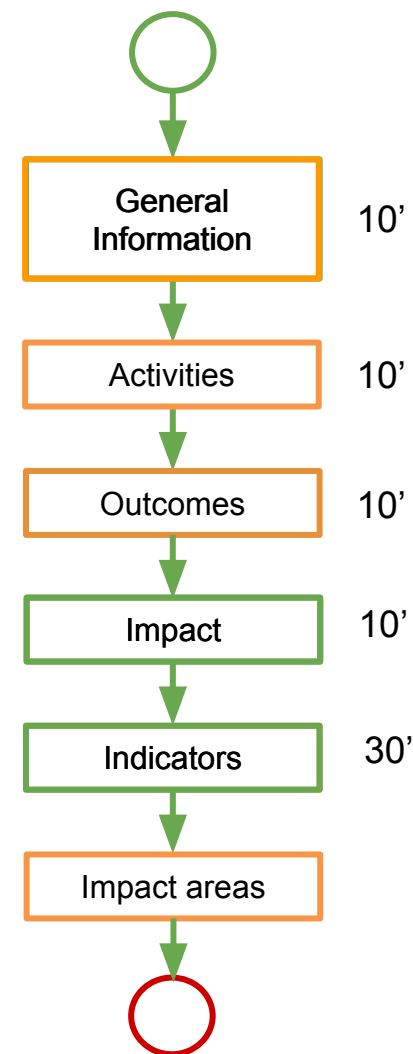 General
Information
10’
Activities
10’
Outcomes
10’
Impact
10’
Indicators
30’
Impact areas